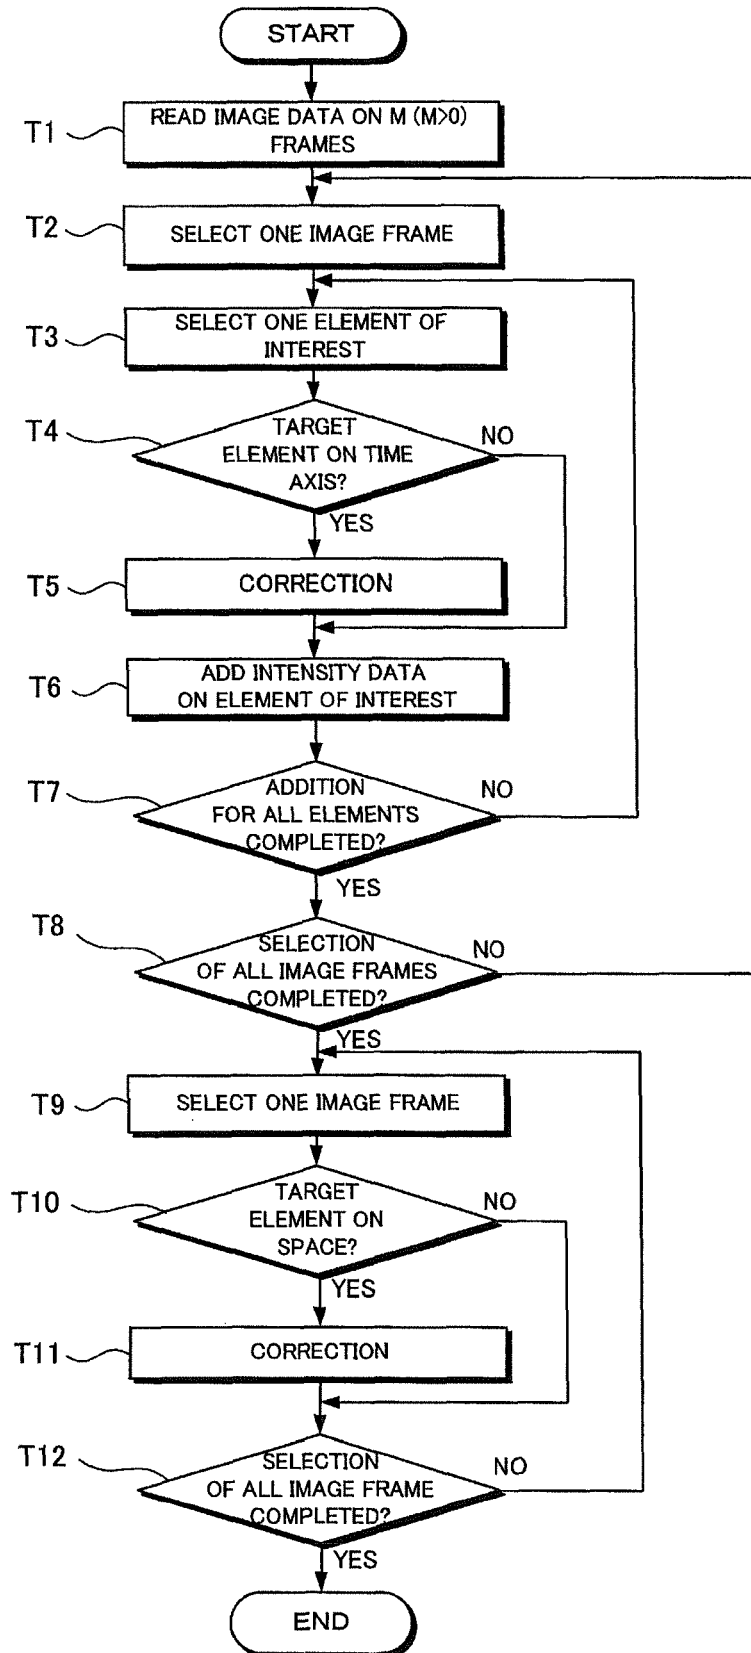 START
T1
READ IMAGE DATA ON M (M>0)
FRAMES
T2
SELECT ONE IMAGE FRAME
T3
SELECT ONE ELEMENT OF
INTEREST
T4
TARGET
ELEMENT ON TIME
AXIS?
NO
YES
T5
CORRECTION
T6
ADD INTENSITY DATA
ON ELEMENT OF INTEREST
T7
ADDITION
FOR ALL ELEMENTS
COMPLETED?
NO
YES
T8
SELECTION
OF ALL IMAGE FRAMES
COMPLETED?
NO
YES
T9
SELECT ONE IMAGE FRAME
T10
TARGET
ELEMENT ON
SPACE?
NO
YES
T11
CORRECTION
T12
SELECTION
OF ALL IMAGE FRAME
COMPLETED?
NO
YES
END